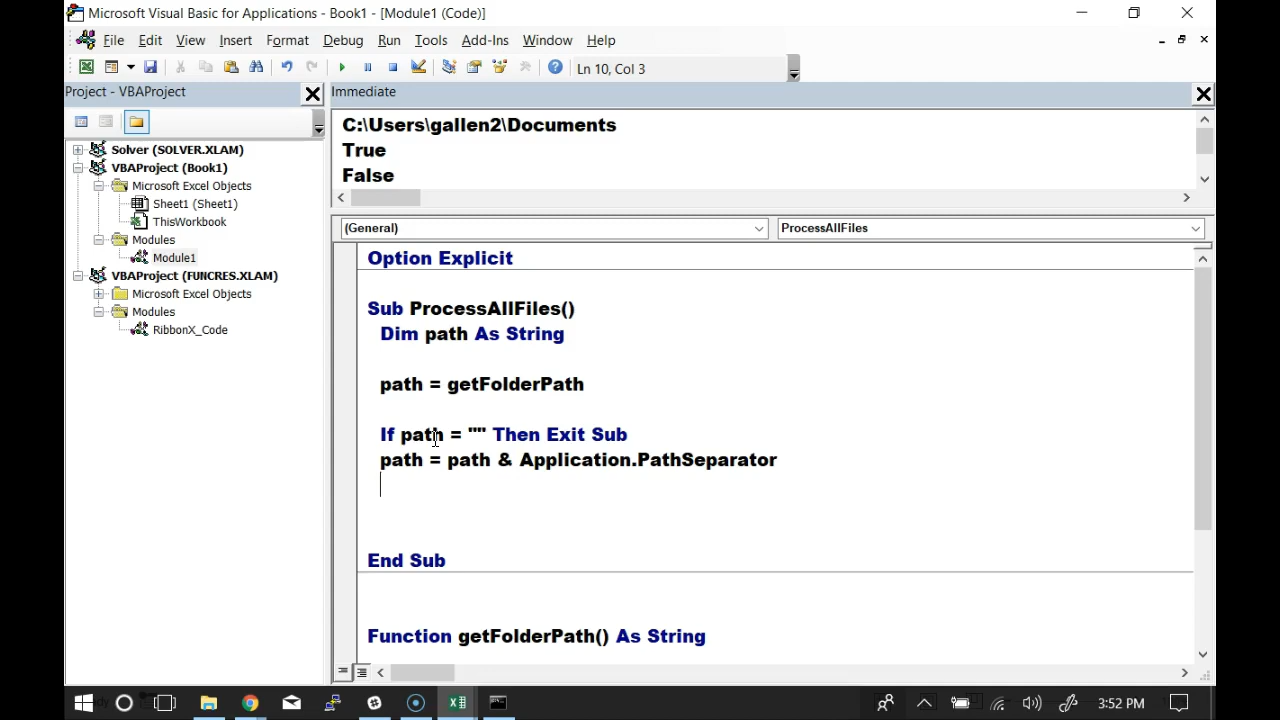 Microsoft Visual Basic for Applications - Book1 - [Module1 (Code)]
File Edit View Insert Format Debug Run Tools Add-Ins Window Help
Ln 10, Col 3
Project - VBAProject
Solver (SOLVER.XLAM)
VBAProject (Book1)
Microsoft Excel Objects
Sheet1 (Sheet1)
ThisWorkbook
Modules
Module1
VBAProject (FUNCRES.XLAM)
Microsoft Excel Objects
Modules
RibbonX_Code
Immediate
C:\Users\gallen2\Documents
True
False
(General) ProcessAllFiles
Option Explicit
Sub ProcessAllFiles()
Dim path As String
path = getFolderPath
If path = "" Then Exit Sub
path = path & Application.PathSeparator
End Sub
Function getFolderPath() As String
3:52 PM